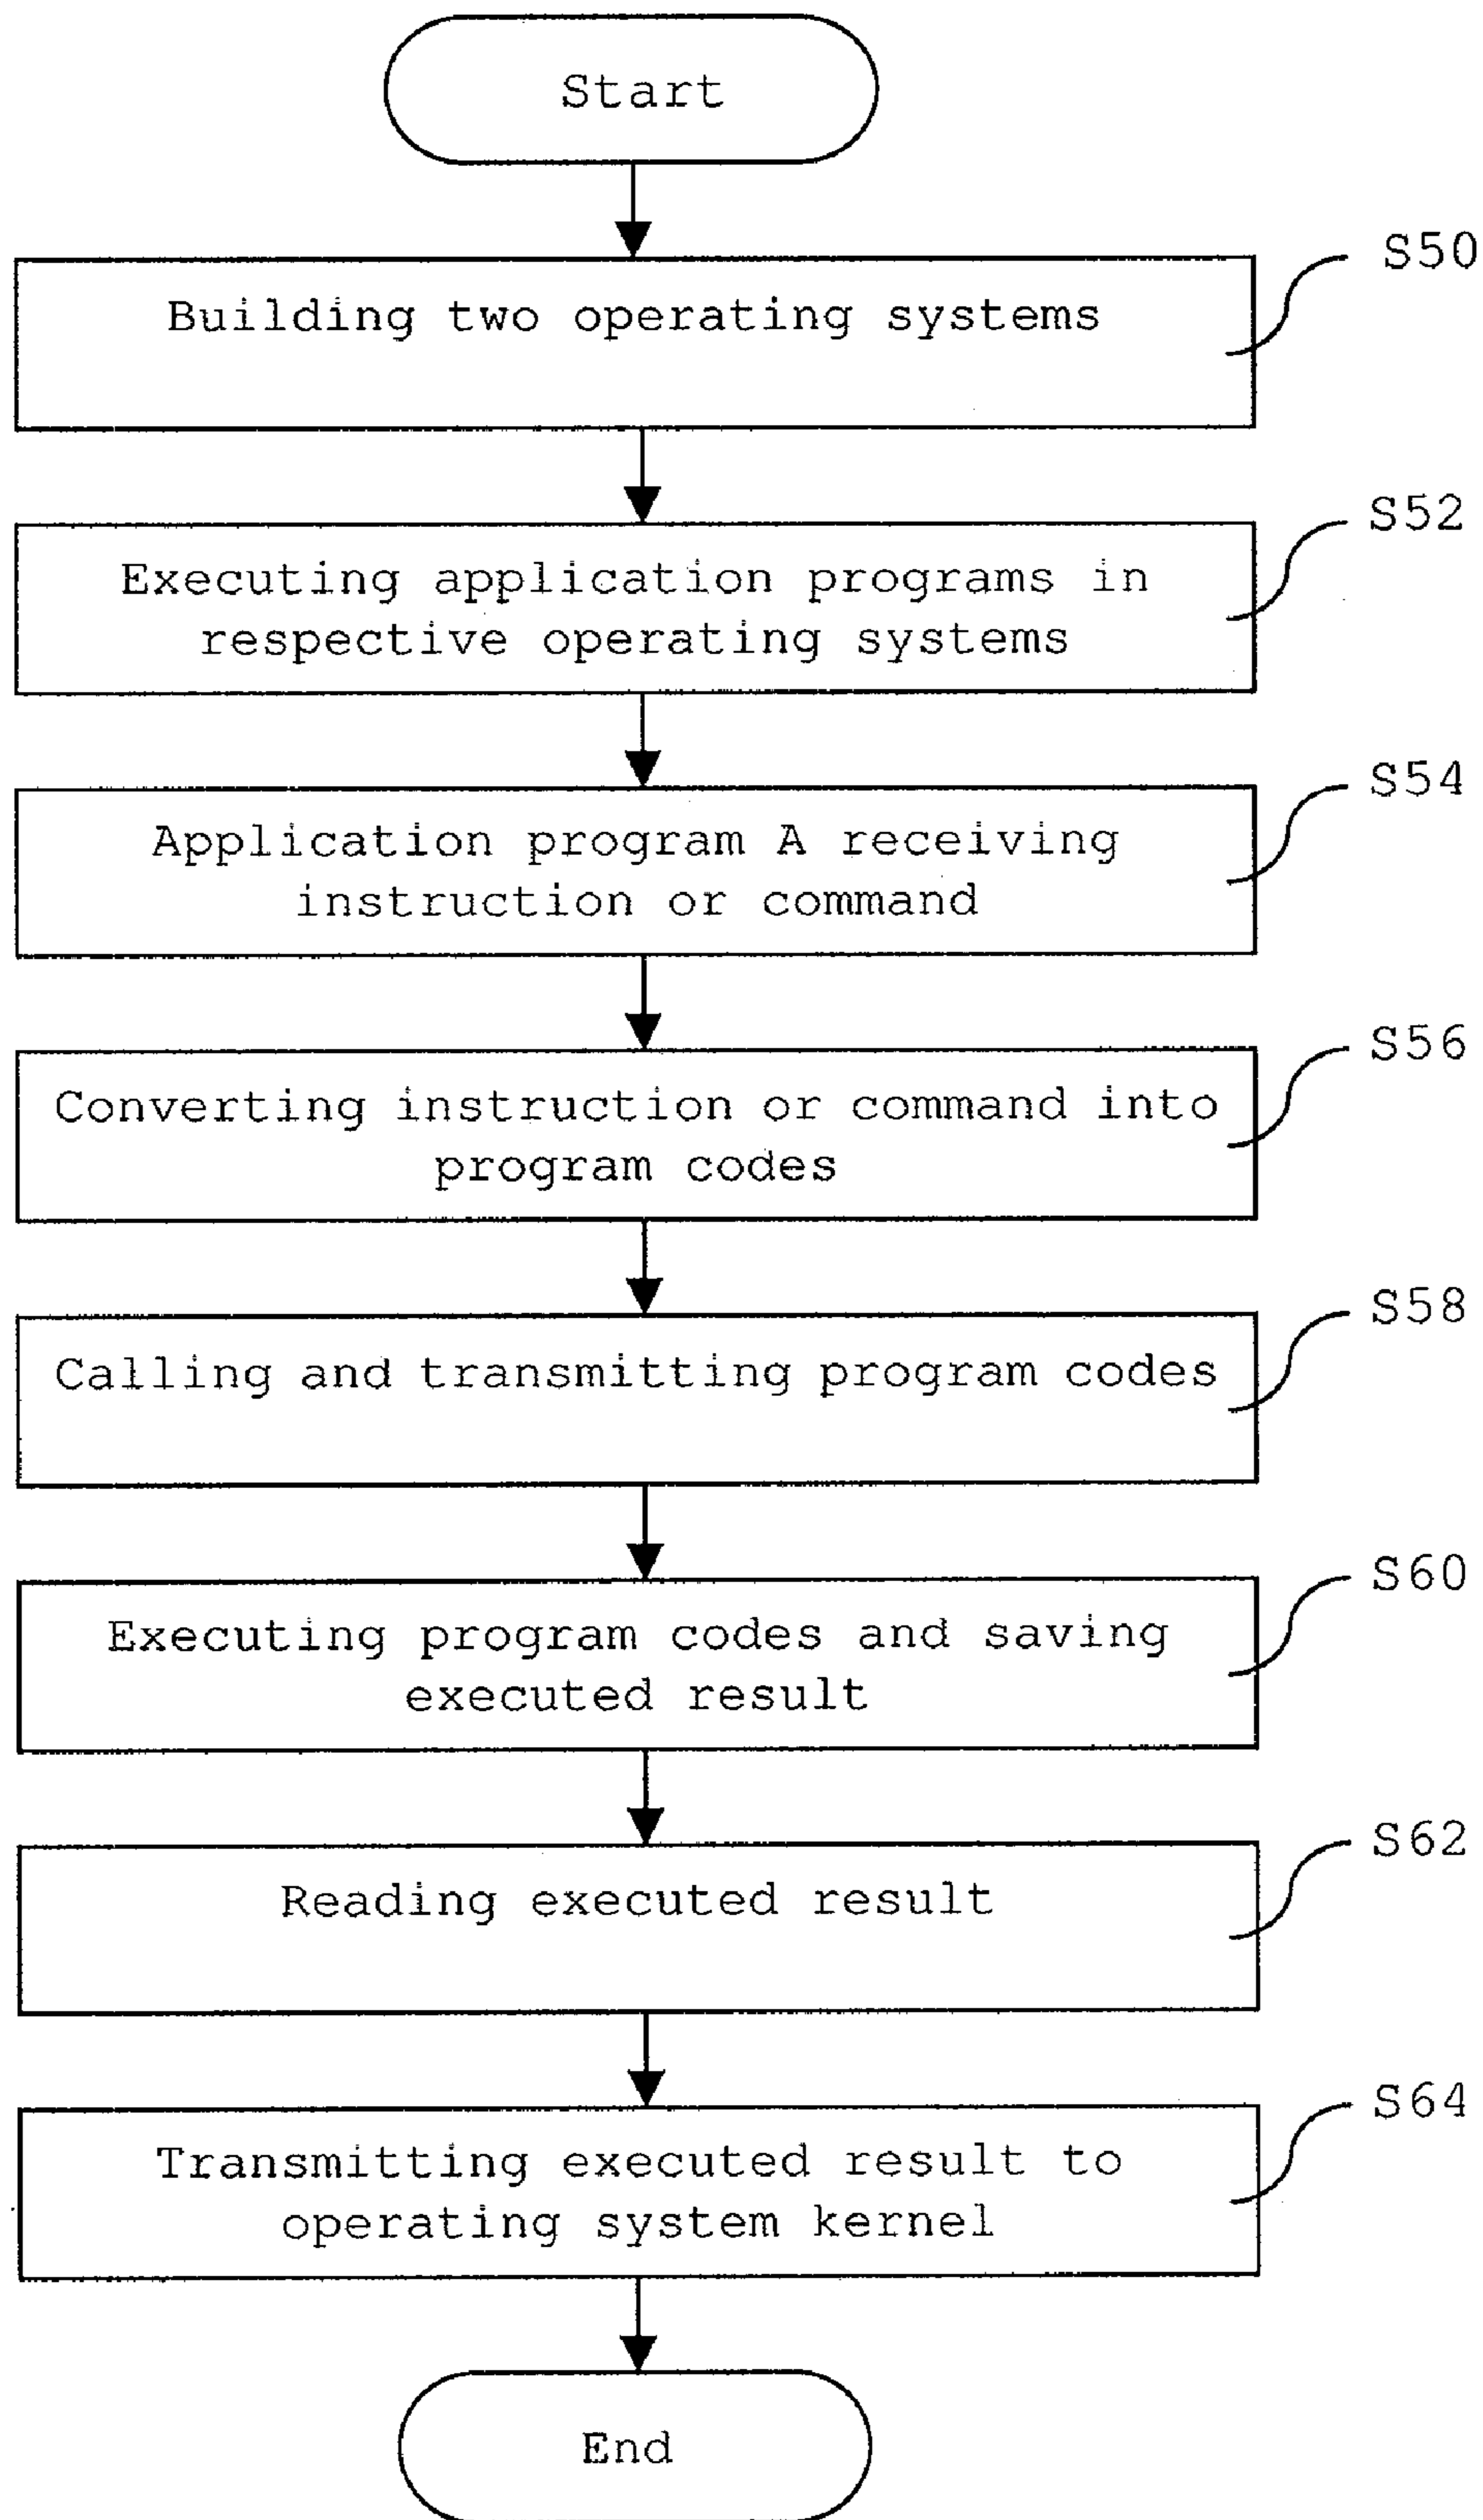 Start
S50
Building two operating systems
S52
Executing application programs in
respective operating systems
S54
Application program A receiving
instruction or command
S56
Converting instruction or command into
program codes
S58
Calling and transmitting program codes
S60
Executing program codes and saving
executed result
S62
Reading executed result
S64
Transmitting executed result to
operating system kernel
End